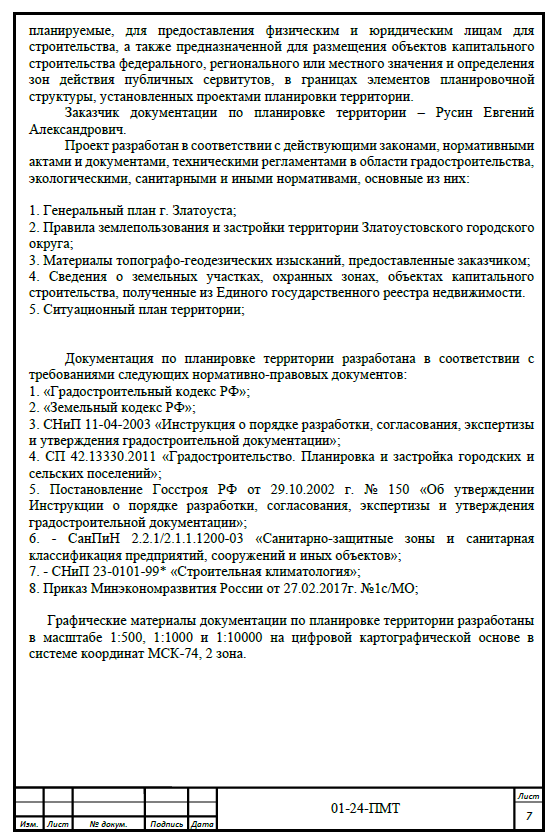 планируемые, для предоставления физическим и юридическим лицам для
строительства, а также предназначенной для размещения объектов капитального
строительства федерального, регионального или местного значения и определения
зон действия публичных сервитутов, в границах элементов планировочной
структуры, установленных проектами планировки территории.
Заказчик документации по планировке территории – Русин Евгений
Александрович.
Проект разработан в соответствии с действующими законами, нормативными
актами и документами, техническими регламентами в области градостроительства,
экологическими, санитарными и иными нормативами, основные из них:
1. Генеральный план г. Златоуста;
2. Правила землепользования и застройки территории Златоустовского городского
округа;
3. Материалы топографо-геодезических изысканий, предоставленные заказчиком;
4. Сведения о земельных участках, охранных зонах, объектах капитального
строительства, полученные из Единого государственного реестра недвижимости.
5. Ситуационный план территории;
Документация по планировке территории разработана в соответствии с
требованиями следующих нормативно-правовых документов:
1. «Градостроительный кодекс РФ»;
2. «Земельный кодекс РФ»;
3. СНиП 11-04-2003 «Инструкция о порядке разработки, согласования, экспертизы
и утверждения градостроительной документации»;
4. СП 42.13330.2011 «Градостроительство. Планировка и застройка городских и
сельских поселений»;
5. Постановление Госстроя РФ от 29.10.2002 г. № 150 «Об утверждении
Инструкции о порядке разработки, согласования, экспертизы и утверждения
градостроительной документации»;
6. - СанПиН 2.2.1/2.1.1.1200-03 «Санитарно-защитные зоны и санитарная
классификация предприятий, сооружений и иных объектов»;
7. - СНиП 23-0101-99* «Строительная климатология»;
8. Приказ Минэкономразвития России от 27.02.2017г. №1с/МО;
Графические материалы документации по планировке территории разработаны
в масштабе 1:500, 1:1000 и 1:10000 на цифровой картографической основе в
системе координат МСК-74, 2 зона.
01-24-ПМТ
Лист
7
Изм. Лист № докум. Подпись Дата